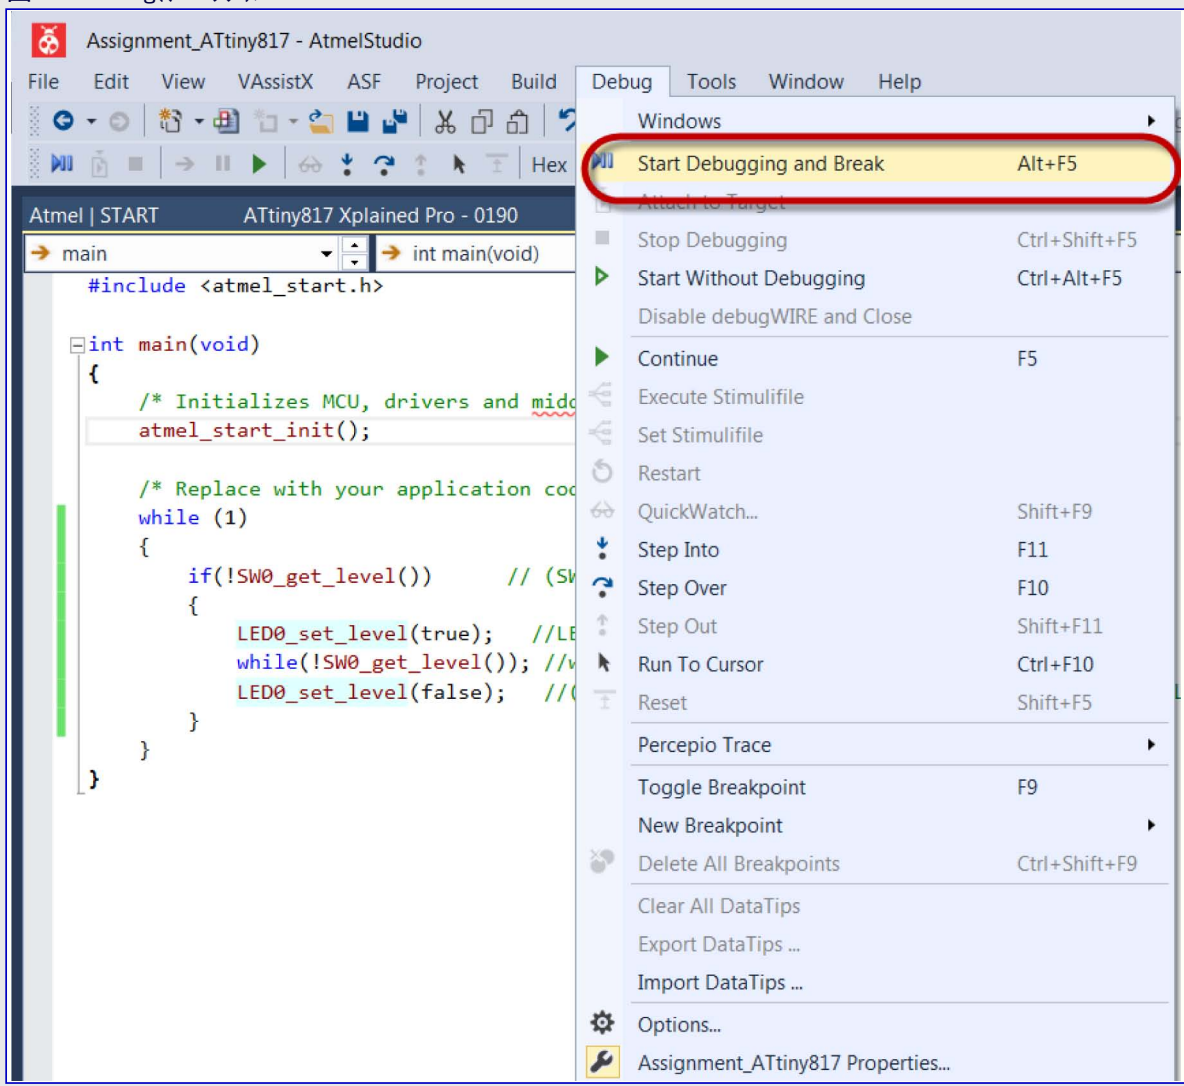 Assignment_ATtiny817 - AtmelStudio
File Edit View VAssistX ASF Project Build Debug Tools Window Help
Hex
Atmel | START ATtiny817 Xplained Pro - 0190
main int main(void)
#include <atmel_start.h>
int main(void)
{
/* Initializes MCU, drivers and
atmel_start_init();
/* Replace with your application
while (1)
{
if(!SW0_get_level()) //
{
LED0_set_level(true); //
while(!SW0_get_level()); //
LED0_set_level(false); //
}
}
}
Windows
Start Debugging and Break Alt+F5
Attach to Target
Stop Debugging Ctrl+Shift+F5
Start Without Debugging Ctrl+Alt+F5
Disable debugWIRE and Close
Continue F5
Execute Stimulifile
Set Stimulifile
Restart
QuickWatch... Shift+F9
Step Into F11
Step Over F10
Step Out Shift+F11
Run To Cursor Ctrl+F10
Reset Shift+F5
Percepio Trace
Toggle Breakpoint F9
New Breakpoint
Delete All Breakpoints Ctrl+Shift+F9
Clear All DataTips
Export DataTips ...
Import DataTips ...
Options...
Assignment_ATtiny817 Properties...